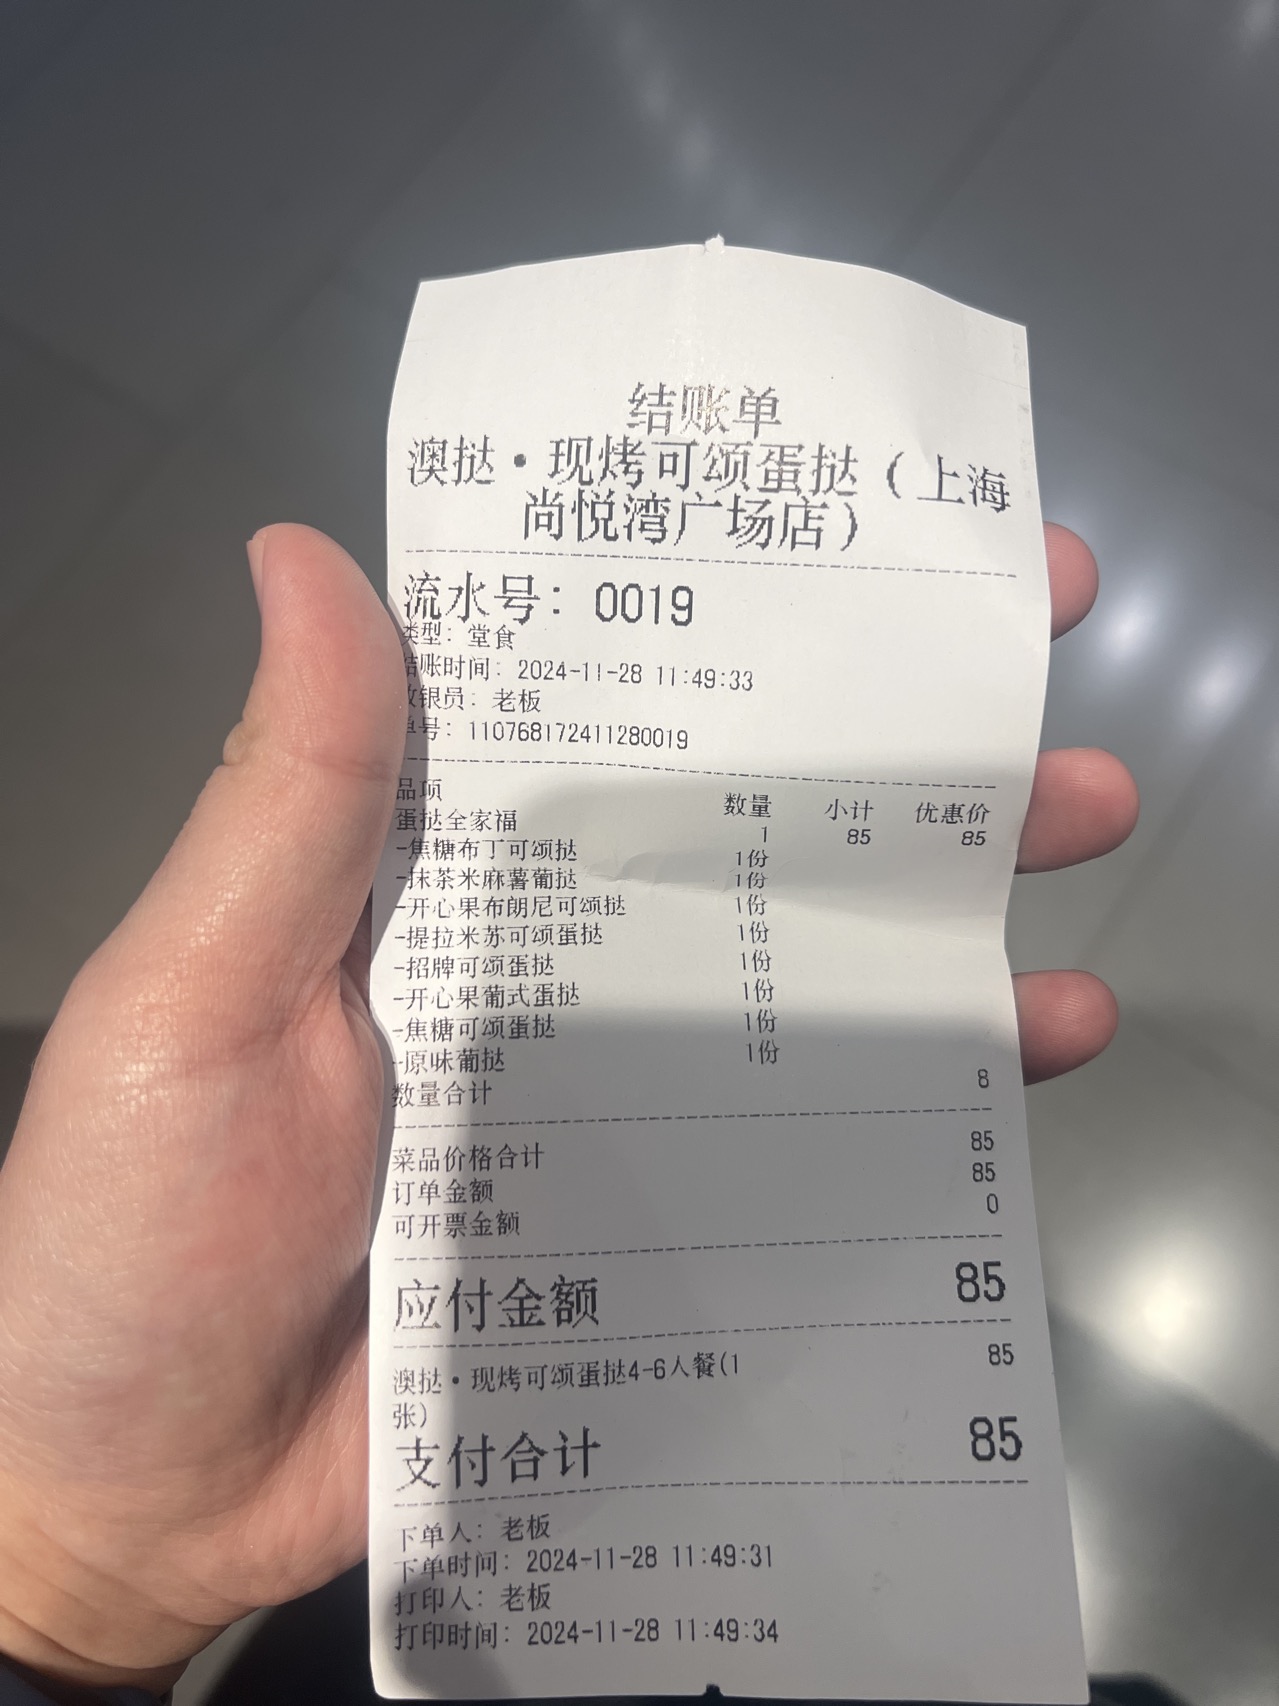 结账单
澳挞·现烤可颂蛋挞（上海
尚悦湾广场店）
流水号：0019
类型：堂食
结账时间：2024-11-28 11:49:33
收银员：老板
单号：110768172411280019
品项 数量 小计 优惠价
蛋挞全家福 1 85 85
-焦糖布丁可颂挞 1份
-抹茶米麻薯葡挞 1份
-开心果布朗尼可颂挞 1份
-提拉米苏可颂蛋挞 1份
-招牌可颂蛋挞 1份
-开心果葡式蛋挞 1份
-焦糖可颂蛋挞 1份
-原味葡挞 1份
数量合计 8
菜品价格合计 85
订单金额 85
可开票金额 0
应付金额 85
澳挞·现烤可颂蛋挞4-6人餐(1 85
张)
支付合计 85
下单人：老板
下单时间：2024-11-28 11:49:31
打印人：老板
打印时间：2024-11-28 11:49:34